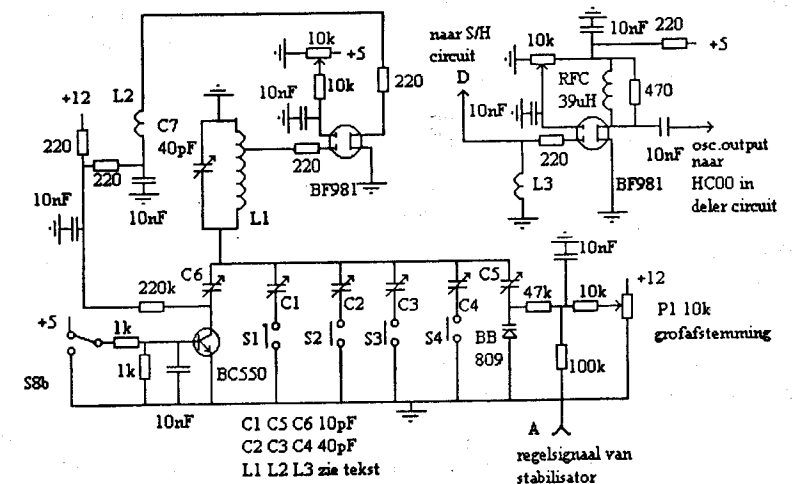 10k
+5
10nF
10k
220
BF981
220
L2
+12
220
220
10nF
10nF
C7
40pF
L1
naar S/H
circuit
D
10nF
220
+5
10k
RFC
39uH
470
10nF
220
BF981
L3
10nF
osc.output
naar
HC00 in
deler circuit
C6
C1
C2
C3
C4
C5
220k
+5
1k
1k
S8b
BC550
10nF
S1
S2
S3
S4
BB
809
47k
10nF
10k
+12
P1 10k
grofafstemming
100k
A
regelsignaal van
stabilisator
C1 C5 C6 10pF
C2 C3 C4 40pF
L1 L2 L3 zie tekst